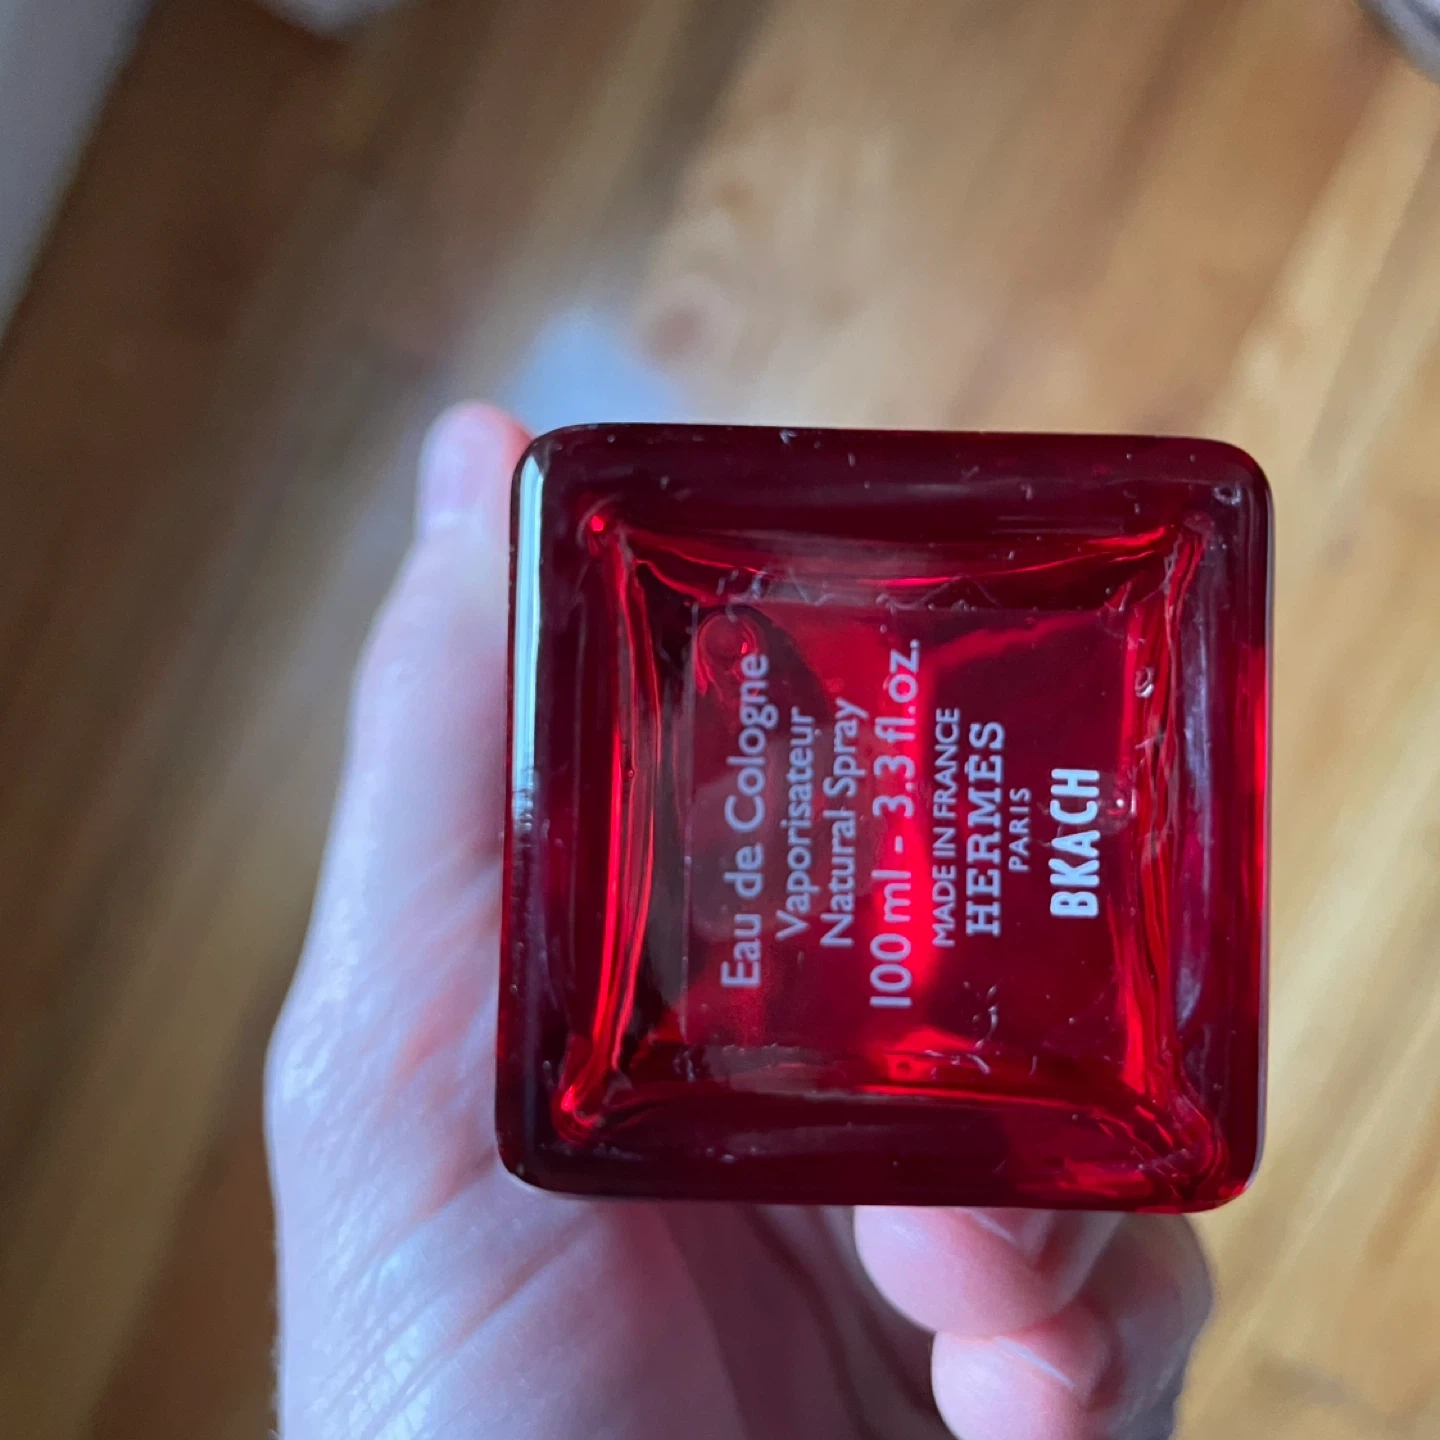 Eau de Cologne
Vaporisateur
Natural Spray
100 ml - 3.3 fl.oz.
MADE IN FRANCE
HERMÈS
PARIS
BKACH